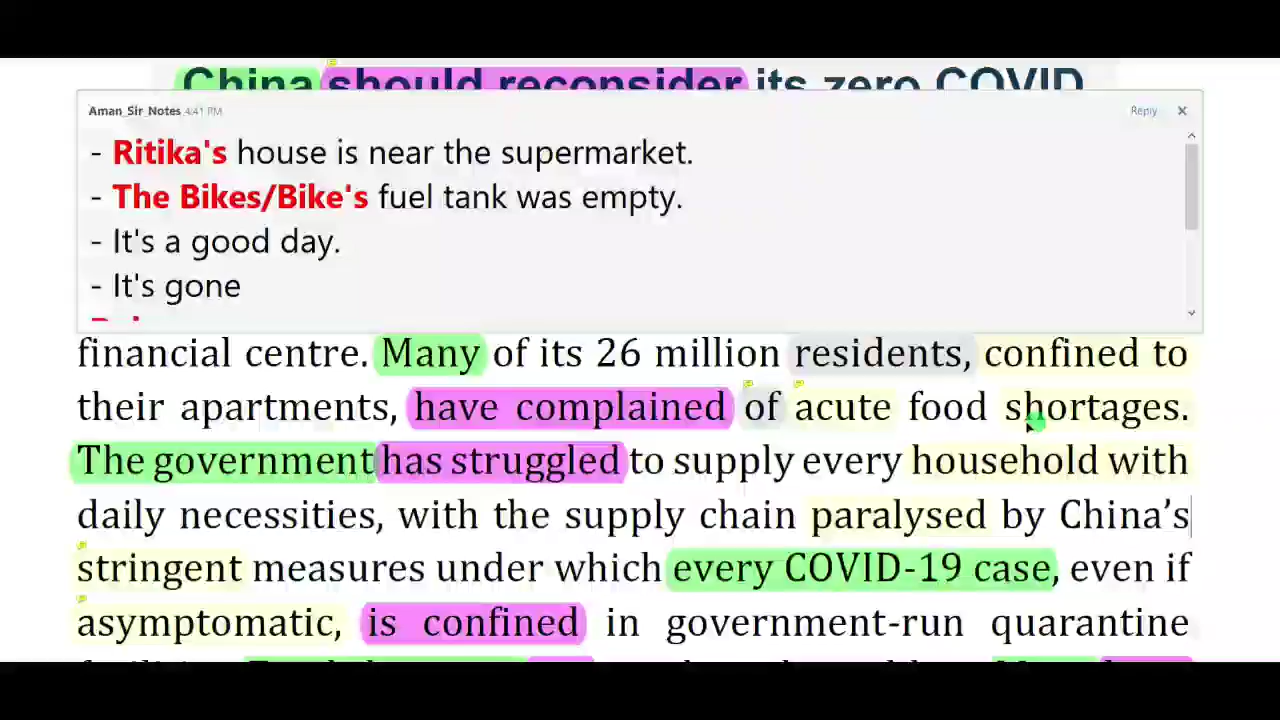 China should reconsider its zero COVID
Aman_Sir_Notes 4:41 PM Reply
- Ritika's house is near the supermarket.
- The Bikes/Bike's fuel tank was empty.
- It's a good day.
- It's gone
financial centre. Many of its 26 million residents, confined to
their apartments, have complained of acute food shortages.
The government has struggled to supply every household with
daily necessities, with the supply chain paralysed by China’s
stringent measures under which every COVID-19 case, even if
asymptomatic, is confined in government-run quarantine